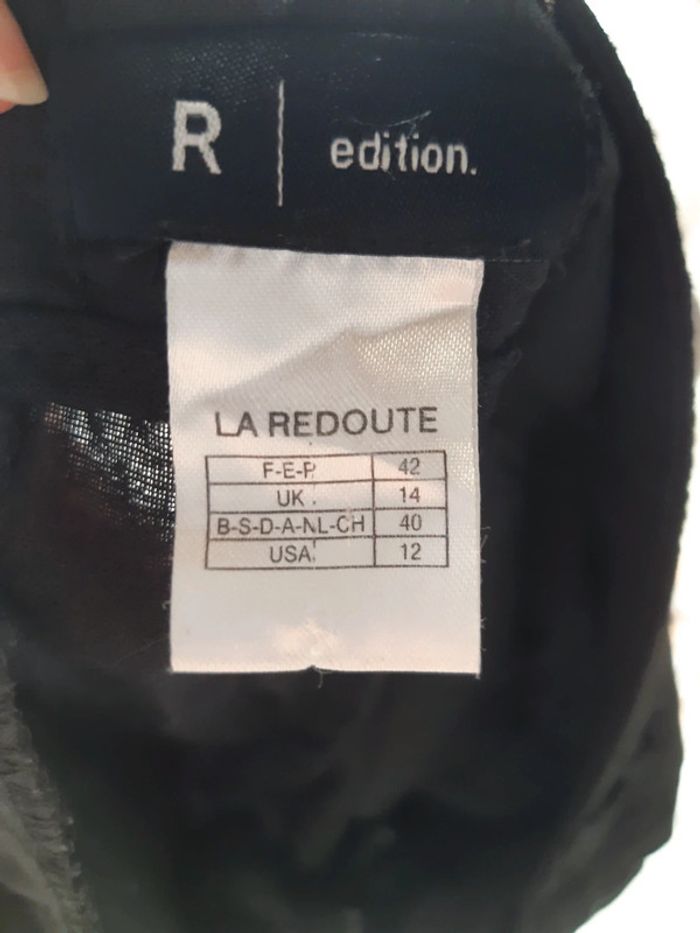 R | edition.
LA REDOUTE
F-E-P 42
UK 14
B-S-D-A-NL-CH 40
USA 12